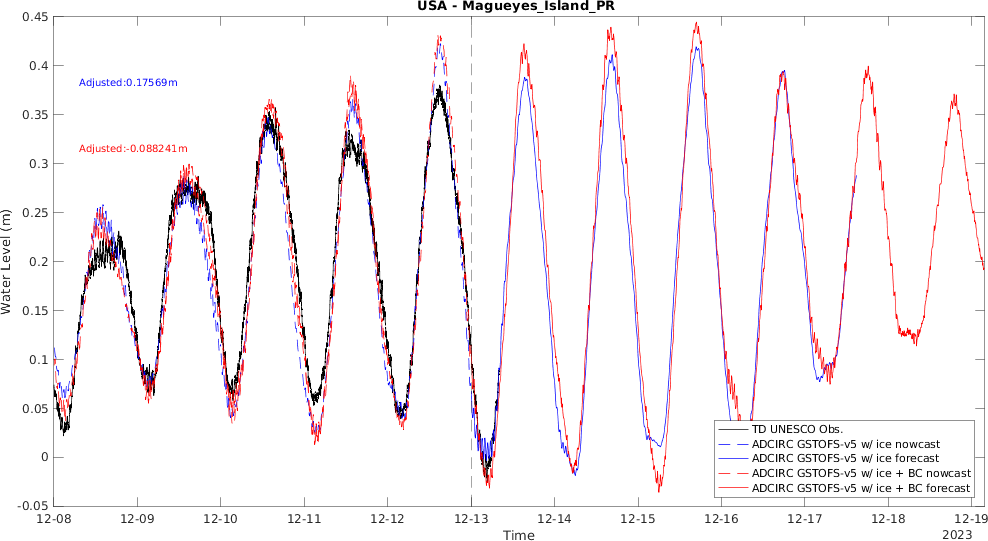 USA - Magueyes_Island_PR
0.45
0.4
0.35
0.3
0.25
0.2
0.15
0.1
0.05
0
-0.05
Water Level (m)
Adjusted:0.17569m
Adjusted:-0.088241m
TD UNESCO Obs.
ADCIRC GSTOFS-v5 w/ ice nowcast
ADCIRC GSTOFS-v5 w/ ice forecast
ADCIRC GSTOFS-v5 w/ ice + BC nowcast
ADCIRC GSTOFS-v5 w/ ice + BC forecast
12-08 12-09 12-10 12-11 12-12 12-13 12-14 12-15 12-16 12-17 12-18 12-19
Time
2023